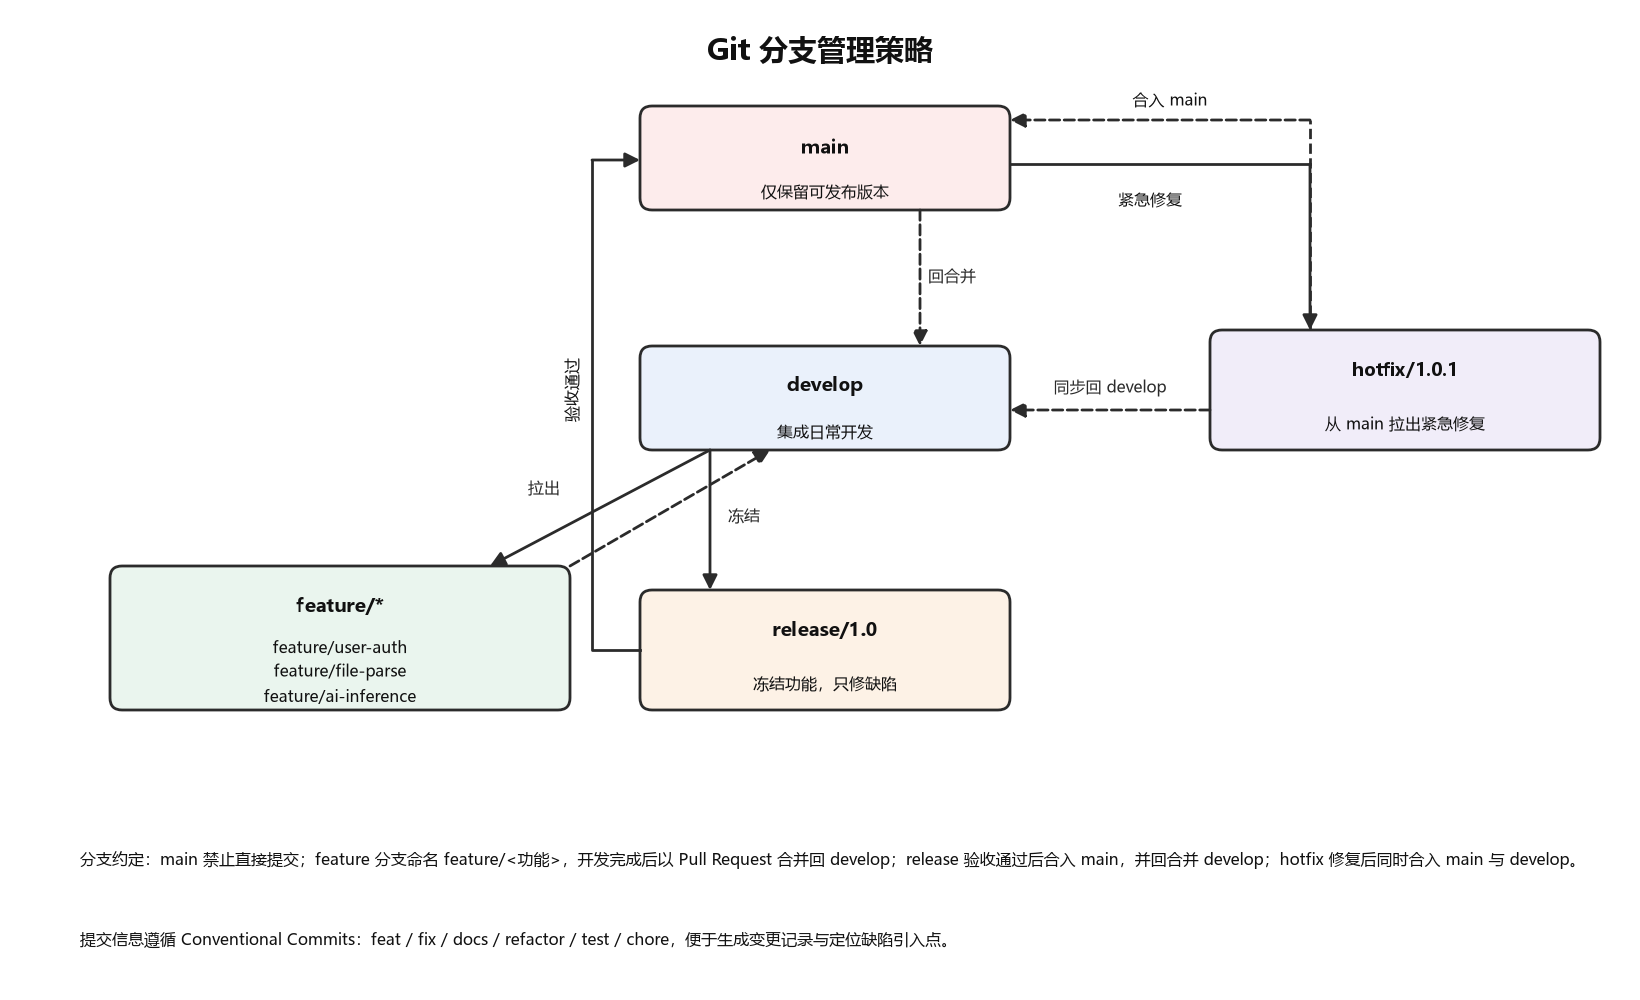 Git 分支管理策略
合入 main
main
仅保留可发布版本
紧急修复
回合并
验收通过
develop
集成日常开发
同步回 develop
hotfix/1.0.1
从 main 拉出紧急修复
拉出
冻结
feature/*
feature/user-auth
feature/file-parse
feature/ai-inference
release/1.0
冻结功能，只修缺陷
分支约定：main 禁止直接提交；feature 分支命名 feature/<功能>，开发完成后以 Pull Request 合并回 develop；release 验收通过后合入 main，并回合并 develop；hotfix 修复后同时合入 main 与 develop。
提交信息遵循 Conventional Commits：feat / fix / docs / refactor / test / chore，便于生成变更记录与定位缺陷引入点。